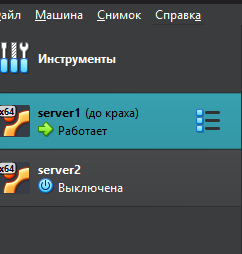 айл Машина Снимок Справка
Инструменты
x64
server1 (до краха)
Работает
x64
server2
Выключена